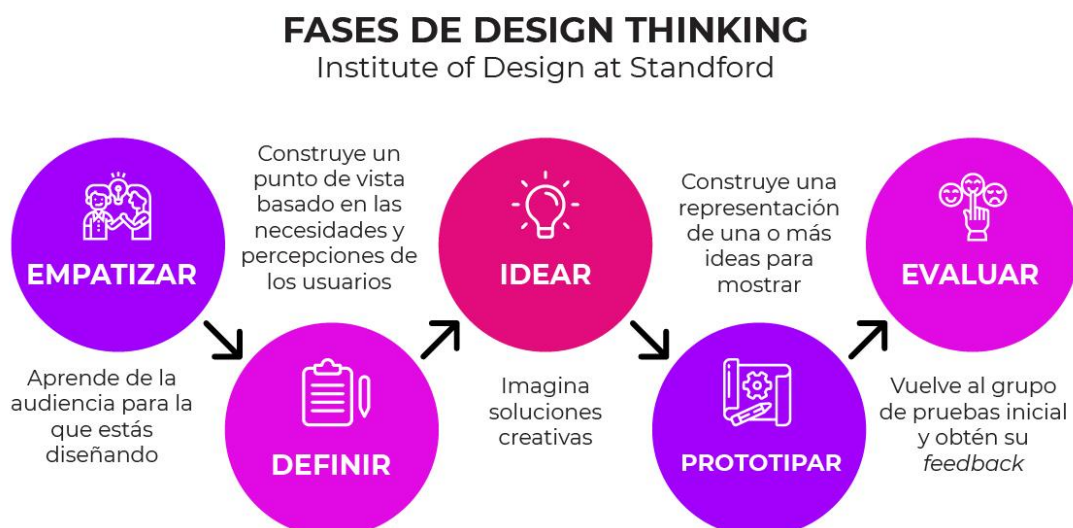 FASES DE DESIGN THINKING
Institute of Design at Standford
EMPATIZAR
Aprende de la
audiencia para la
que estás
diseñando
Construye un
punto de vista
basado en las
necesidades y
percepciones de
los usuarios
DEFINIR
IDEAR
Imagina
soluciones
creativas
Construye una
representación
de una o más
ideas para
mostrar
PROTOTIPAR
EVALUAR
Vuelve al grupo
de pruebas inicial
y obtén su
feedback